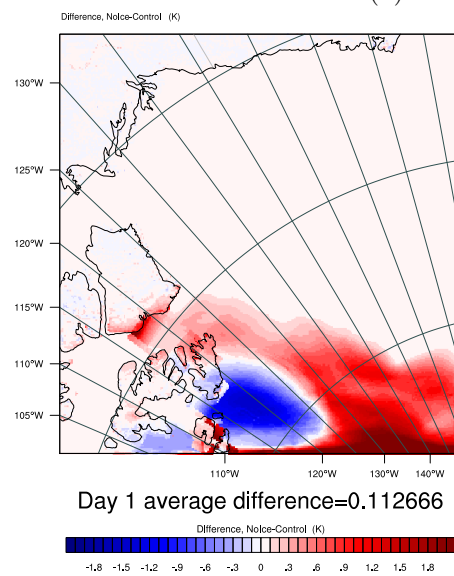 Difference, NoIce-Control (K)
130°W
125°W
120°W
115°W
110°W
105°W
110°W 120°W 130°W 140°W
Day 1 average difference=0.112666
Difference, NoIce-Control (K)
-1.8 -1.5 -1.2 -.9 -.6 -.3 0 .3 .6 .9 1.2 1.5 1.8